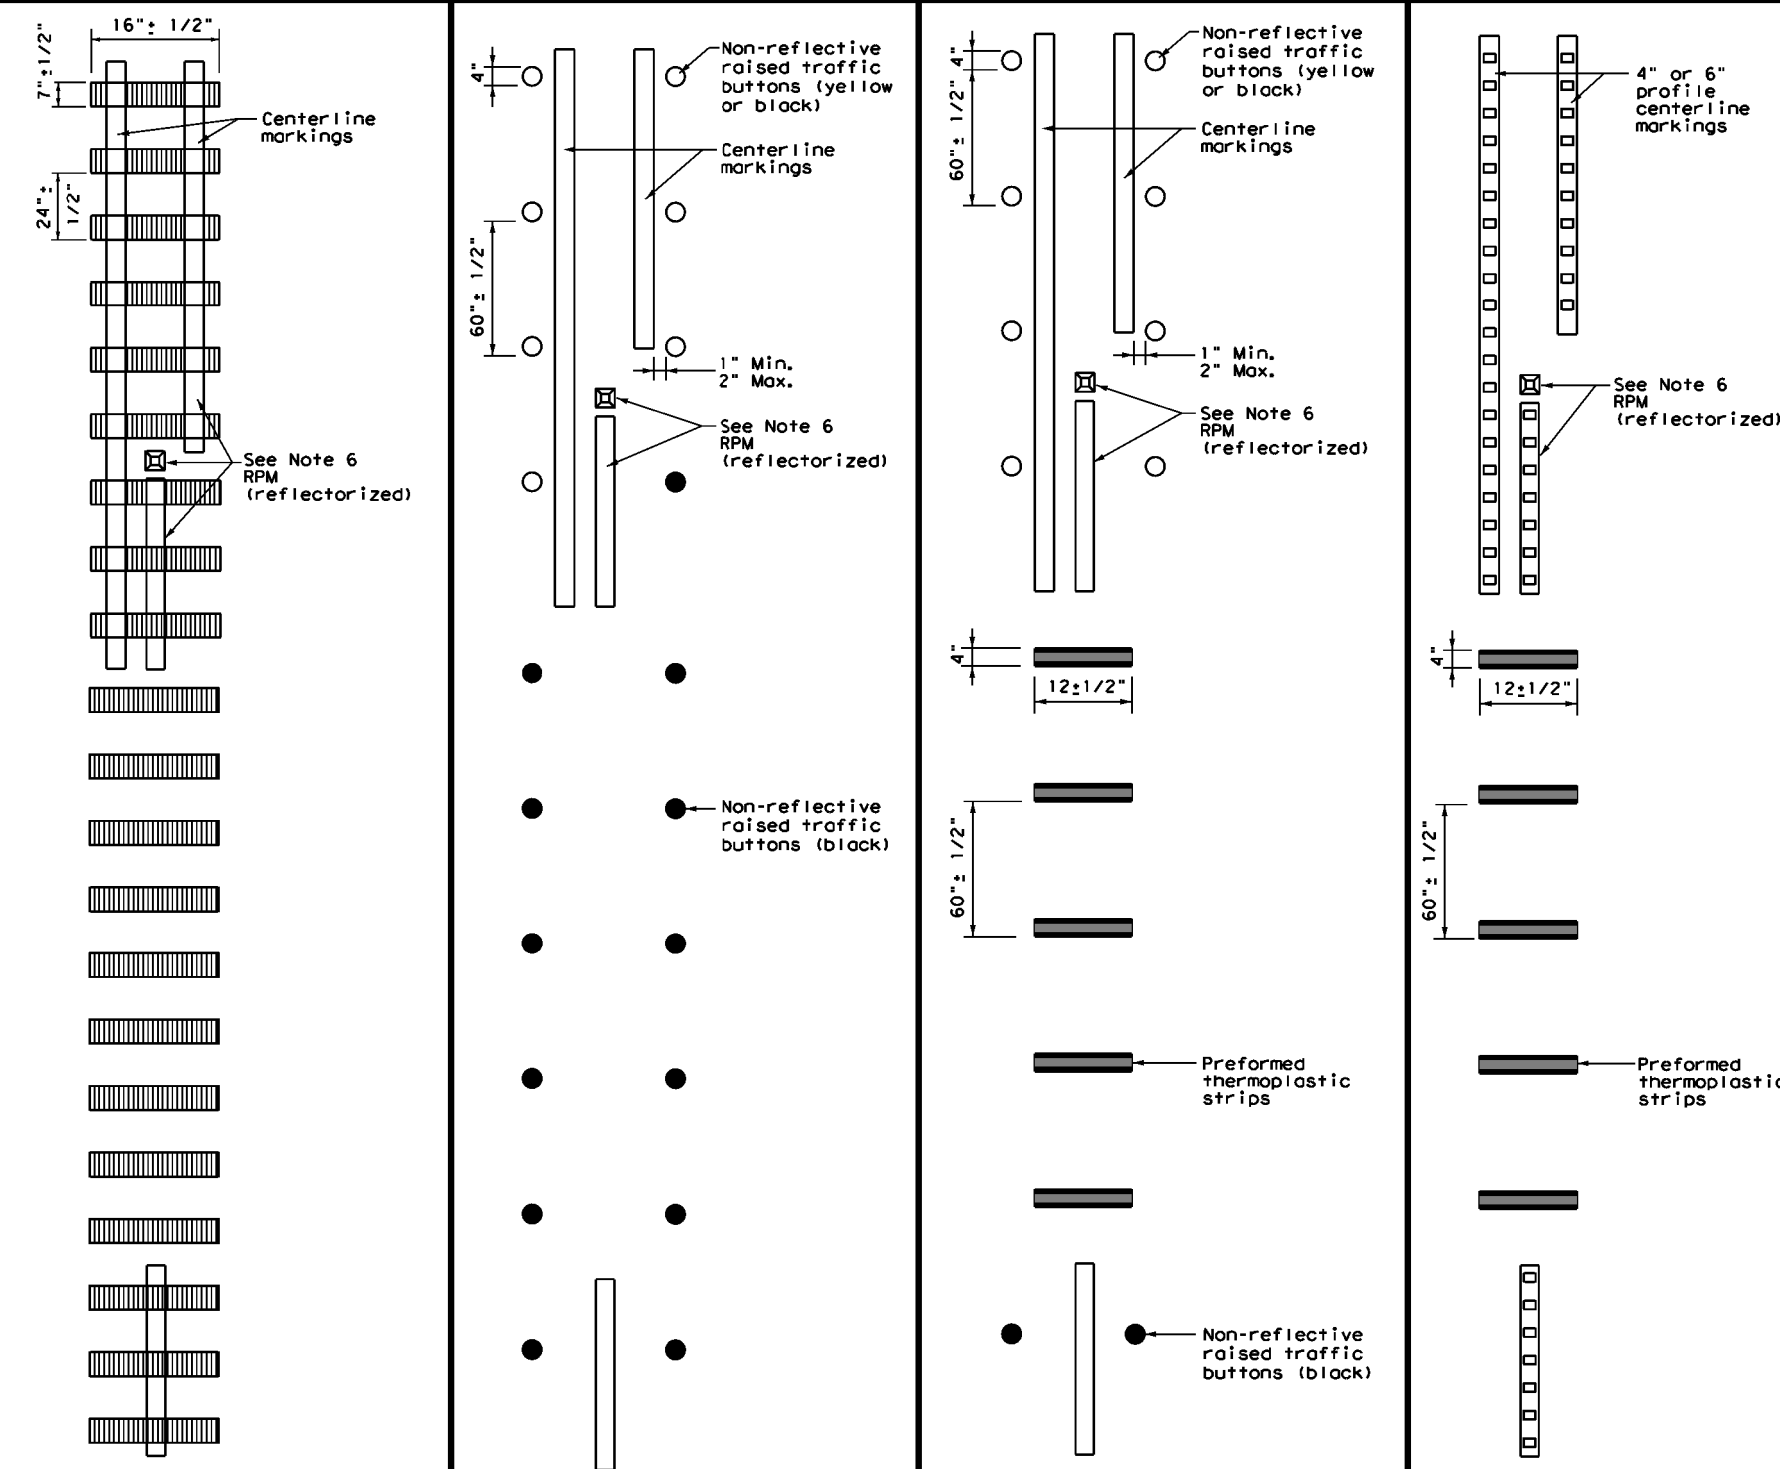 16"± 1/2"
7"±1/2"
Centerline
markings
24"±
1/2"
See Note 6
RPM
(reflectorized)
4"
Non-reflective
raised traffic
buttons (yellow
or black)
Centerline
markings
60"± 1/2"
1" Min.
2" Max.
See Note 6
RPM
(reflectorized)
Non-reflective
raised traffic
buttons (black)
4"
60"± 1/2"
Non-reflective
raised traffic
buttons (yellow
or black)
Centerline
markings
1" Min.
2" Max.
See Note 6
RPM
(reflectorized)
4"
12±1/2"
60"± 1/2"
Preformed
thermoplastic
strips
Non-reflective
raised traffic
buttons (black)
4" or 6"
profile
centerline
markings
See Note 6
RPM
(reflectorized)
4"
12±1/2"
60"± 1/2"
Preformed
thermoplastic
strips